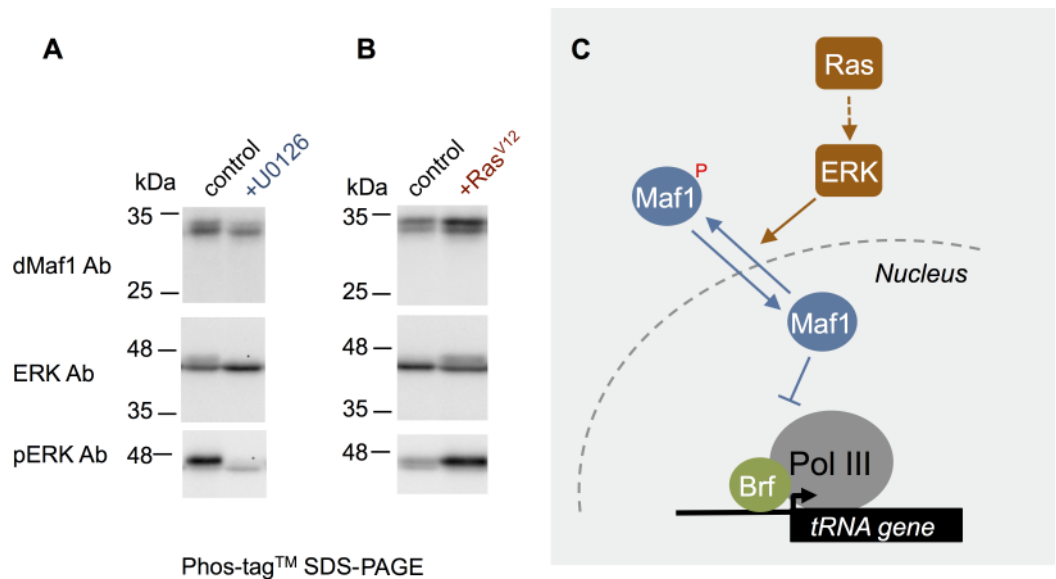 A
B
C
kDa
control
+U0126
kDa
control
+Ras^V12
dMaf1 Ab
35
25
35
25
ERK Ab
48
35
48
35
pERK Ab
48
48
Phos-tag™ SDS-PAGE
Ras
ERK
P
Maf1
Nucleus
Maf1
Pol III
Brf
tRNA gene